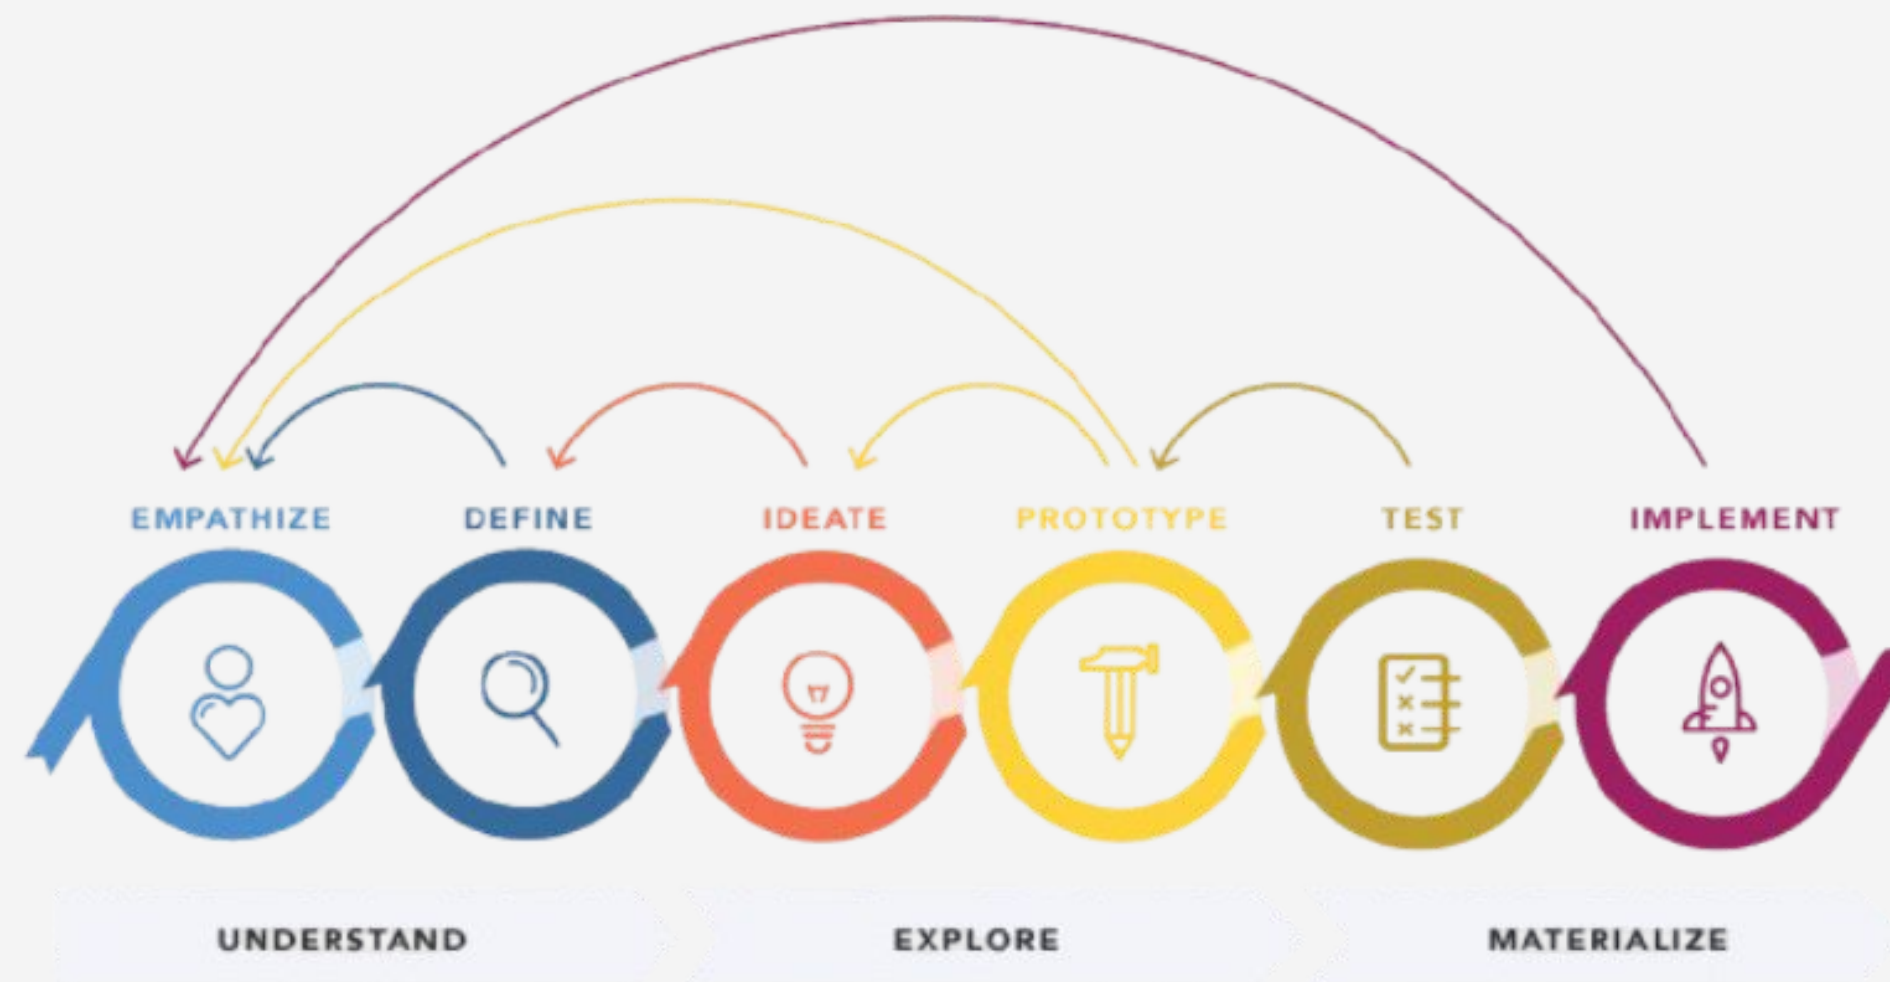 EMPATHIZE
DEFINE
IDEATE
PROTOTYPE
TEST
IMPLEMENT
UNDERSTAND
EXPLORE
MATERIALIZE